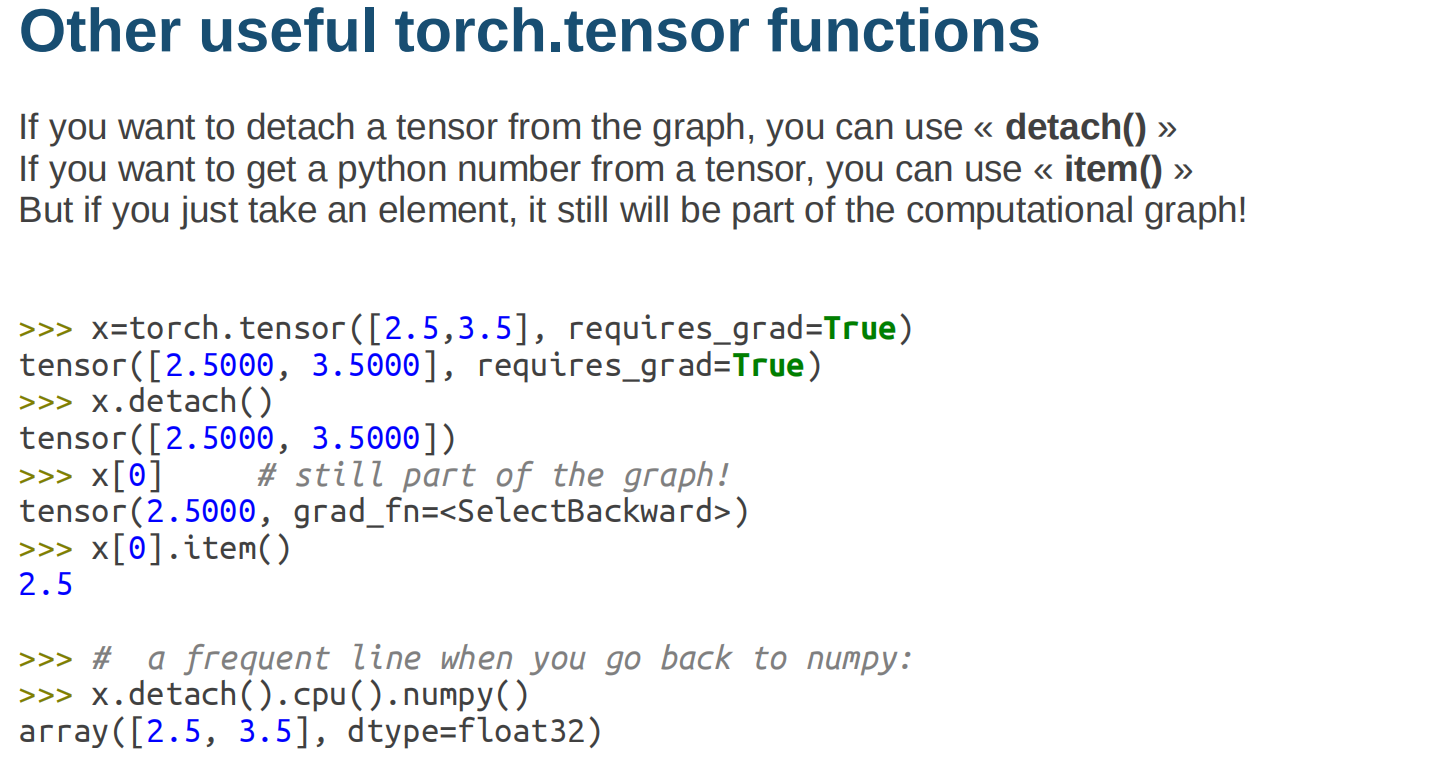 Other useful torch.tensor functions
If you want to detach a tensor from the graph, you can use « detach() »
If you want to get a python number from a tensor, you can use « item() »
But if you just take an element, it still will be part of the computational graph!
>>> x=torch.tensor([2.5,3.5], requires_grad=True)
tensor([2.5000, 3.5000], requires_grad=True)
>>> x.detach()
tensor([2.5000, 3.5000])
>>> x[0]     # still part of the graph!
tensor(2.5000, grad_fn=<SelectBackward>)
>>> x[0].item()
2.5
>>> #  a frequent line when you go back to numpy:
>>> x.detach().cpu().numpy()
array([2.5, 3.5], dtype=float32)